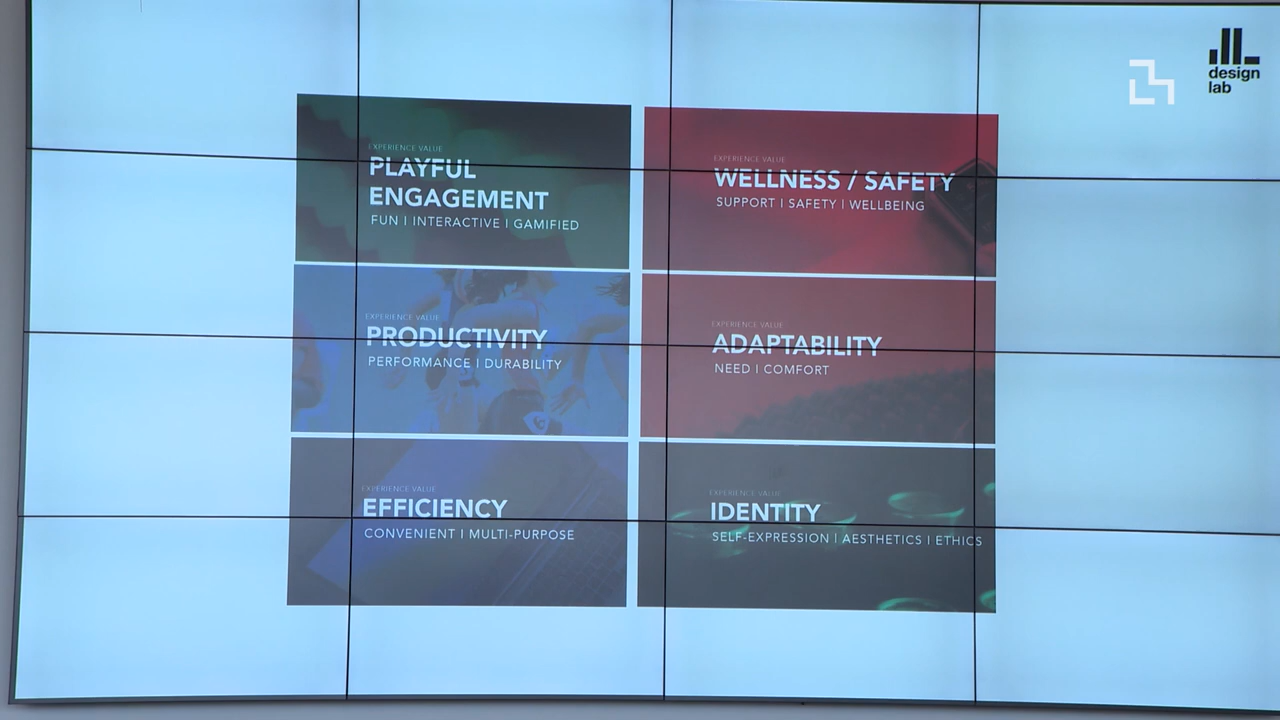 EXPERIENCE VALUE
PLAYFUL
ENGAGEMENT
FUN | INTERACTIVE | GAMIFIED
EXPERIENCE VALUE
WELLNESS / SAFETY
SUPPORT | SAFETY | WELLBEING
EXPERIENCE VALUE
PRODUCTIVITY
PERFORMANCE | DURABILITY
EXPERIENCE VALUE
ADAPTABILITY
NEED | COMFORT
EXPERIENCE VALUE
EFFICIENCY
CONVENIENT | MULTI-PURPOSE
EXPERIENCE VALUE
IDENTITY
SELF-EXPRESSION | AESTHETICS | ETHICS
design
lab